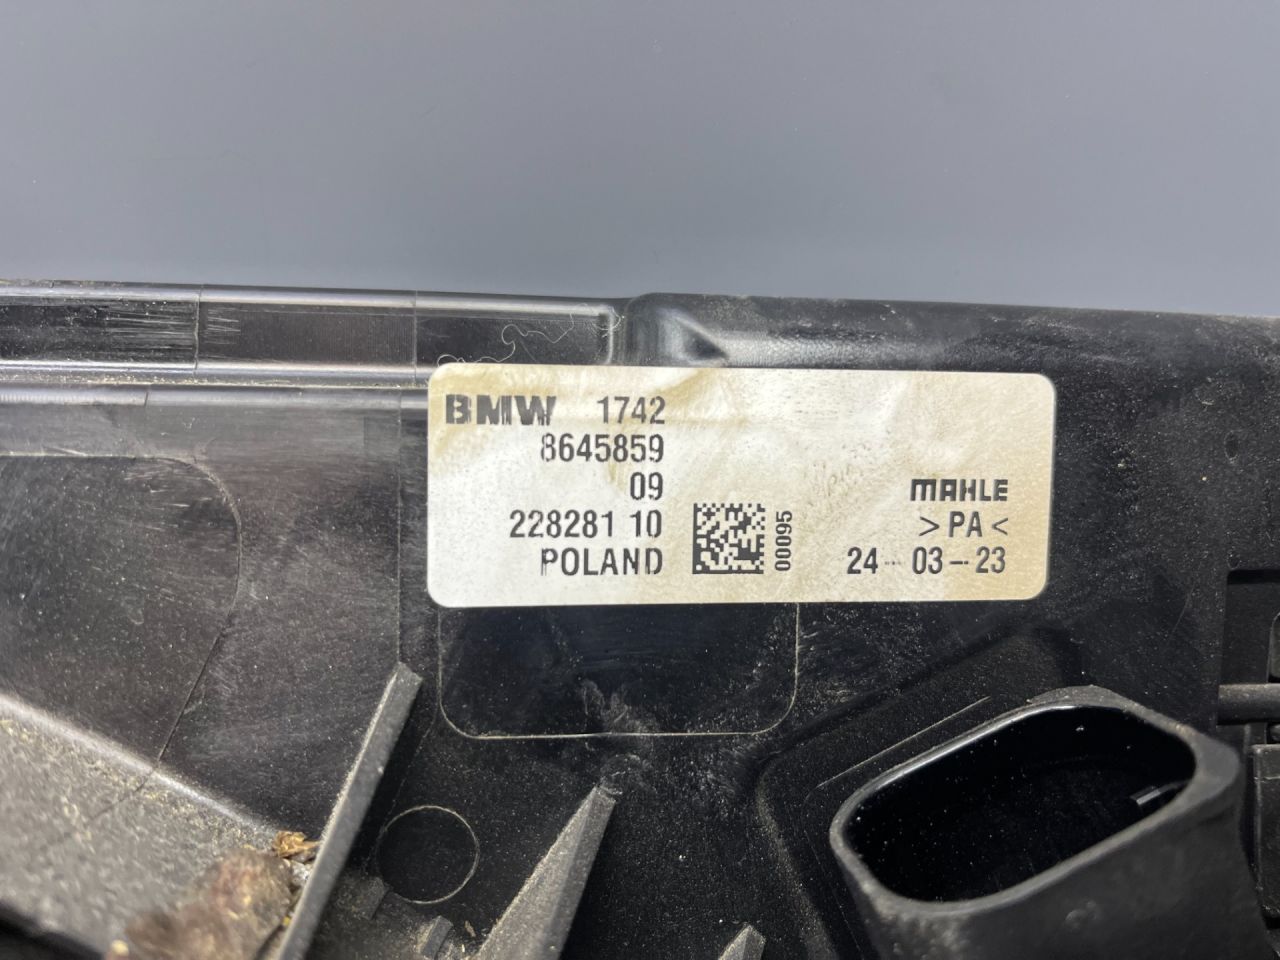 BMW 1742
8645859
09
228281 10
POLAND
00095
MAHLE
>PA<
24-03-23